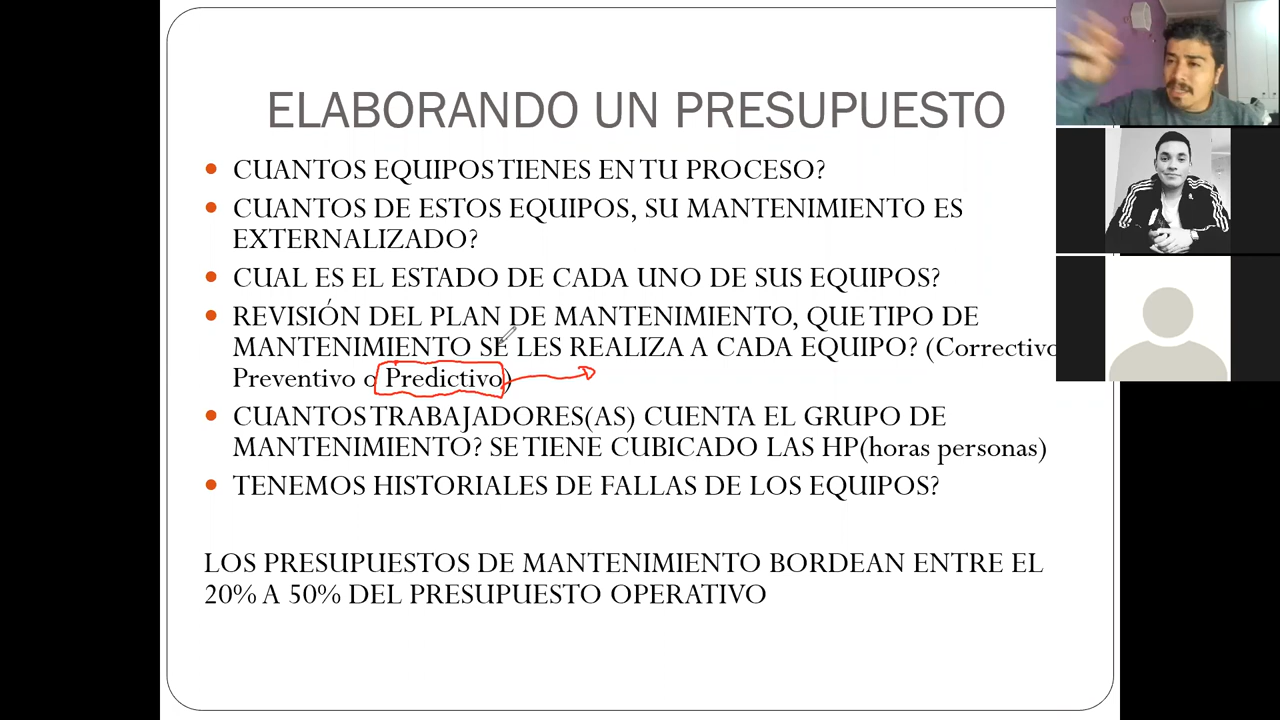 ELABORANDO UN PRESUPUESTO
• CUANTOS EQUIPOS TIENES EN TU PROCESO?
• CUANTOS DE ESTOS EQUIPOS, SU MANTENIMIENTO ES
EXTERNALIZADO?
• CUAL ES EL ESTADO DE CADA UNO DE SUS EQUIPOS?
• REVISIÓN DEL PLAN DE MANTENIMIENTO, QUE TIPO DE
MANTENIMIENTO SE LES REALIZA A CADA EQUIPO? (Correctivo
Preventivo o Predictivo)
• CUANTOS TRABAJADORES(AS) CUENTA EL GRUPO DE
MANTENIMIENTO? SE TIENE CUBICADO LAS HP(horas personas)
• TENEMOS HISTORIALES DE FALLAS DE LOS EQUIPOS?
LOS PRESUPUESTOS DE MANTENIMIENTO BORDEAN ENTRE EL
20% A 50% DEL PRESUPUESTO OPERATIVO